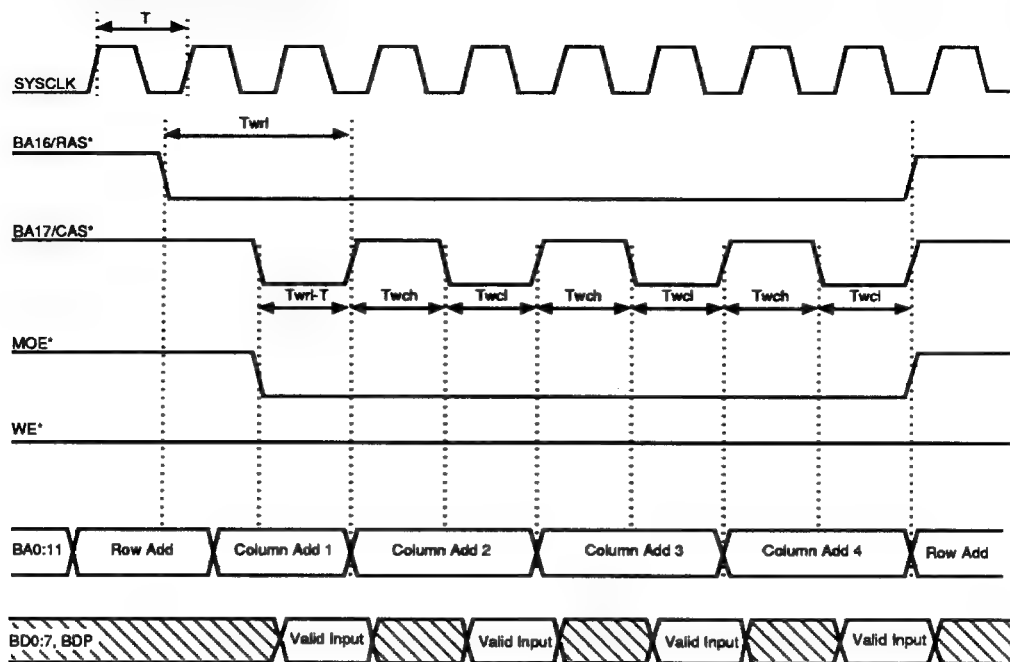 T
SYSCLK
Twrl
BA16/RAS*
BA17/CAS*
Twrl-T Twch Twcl Twch Twcl Twch Twcl
MOE*
WE*
BA0:11 Row Add Column Add 1 Column Add 2 Column Add 3 Column Add 4 Row Add
BD0:7, BDP Valid Input Valid Input Valid Input Valid Input